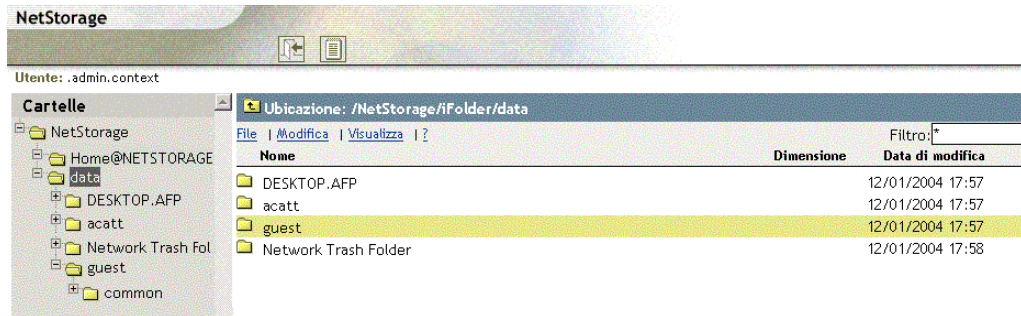 NetStorage
Utente: .admin.context
Cartelle
NetStorage
Home@NETSTORAGE
data
DESKTOP.AFP
acatt
Network Trash Fol
guest
common
Ubicazione: /NetStorage/iFolder/data
File | Modifica | Visualizza | ?
Filtro: *
Nome Dimensione Data di modifica
DESKTOP.AFP 12/01/2004 17:57
acatt 12/01/2004 17:57
guest 12/01/2004 17:57
Network Trash Folder 12/01/2004 17:58